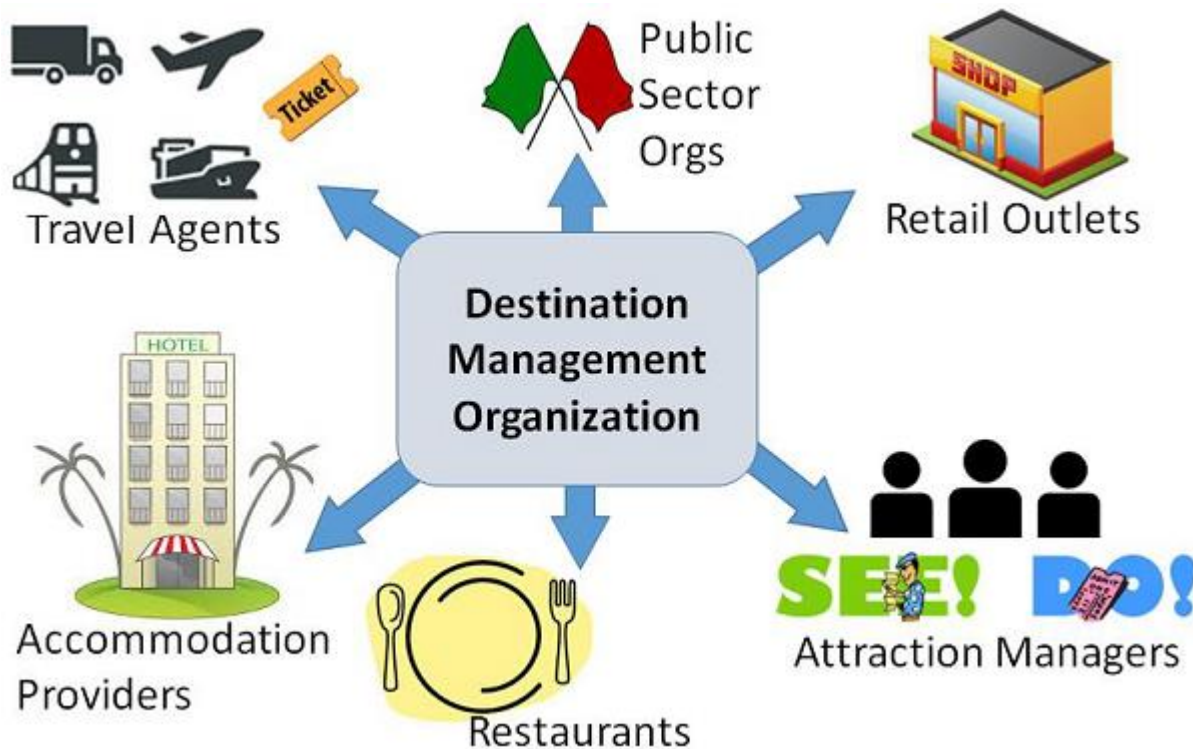 Ticket
Travel Agents
Public
Sector
Orgs
SHOP
Retail Outlets
Destination
Management
Organization
HOTEL
Accommodation
Providers
Restaurants
SEE! DO!
Attraction Managers